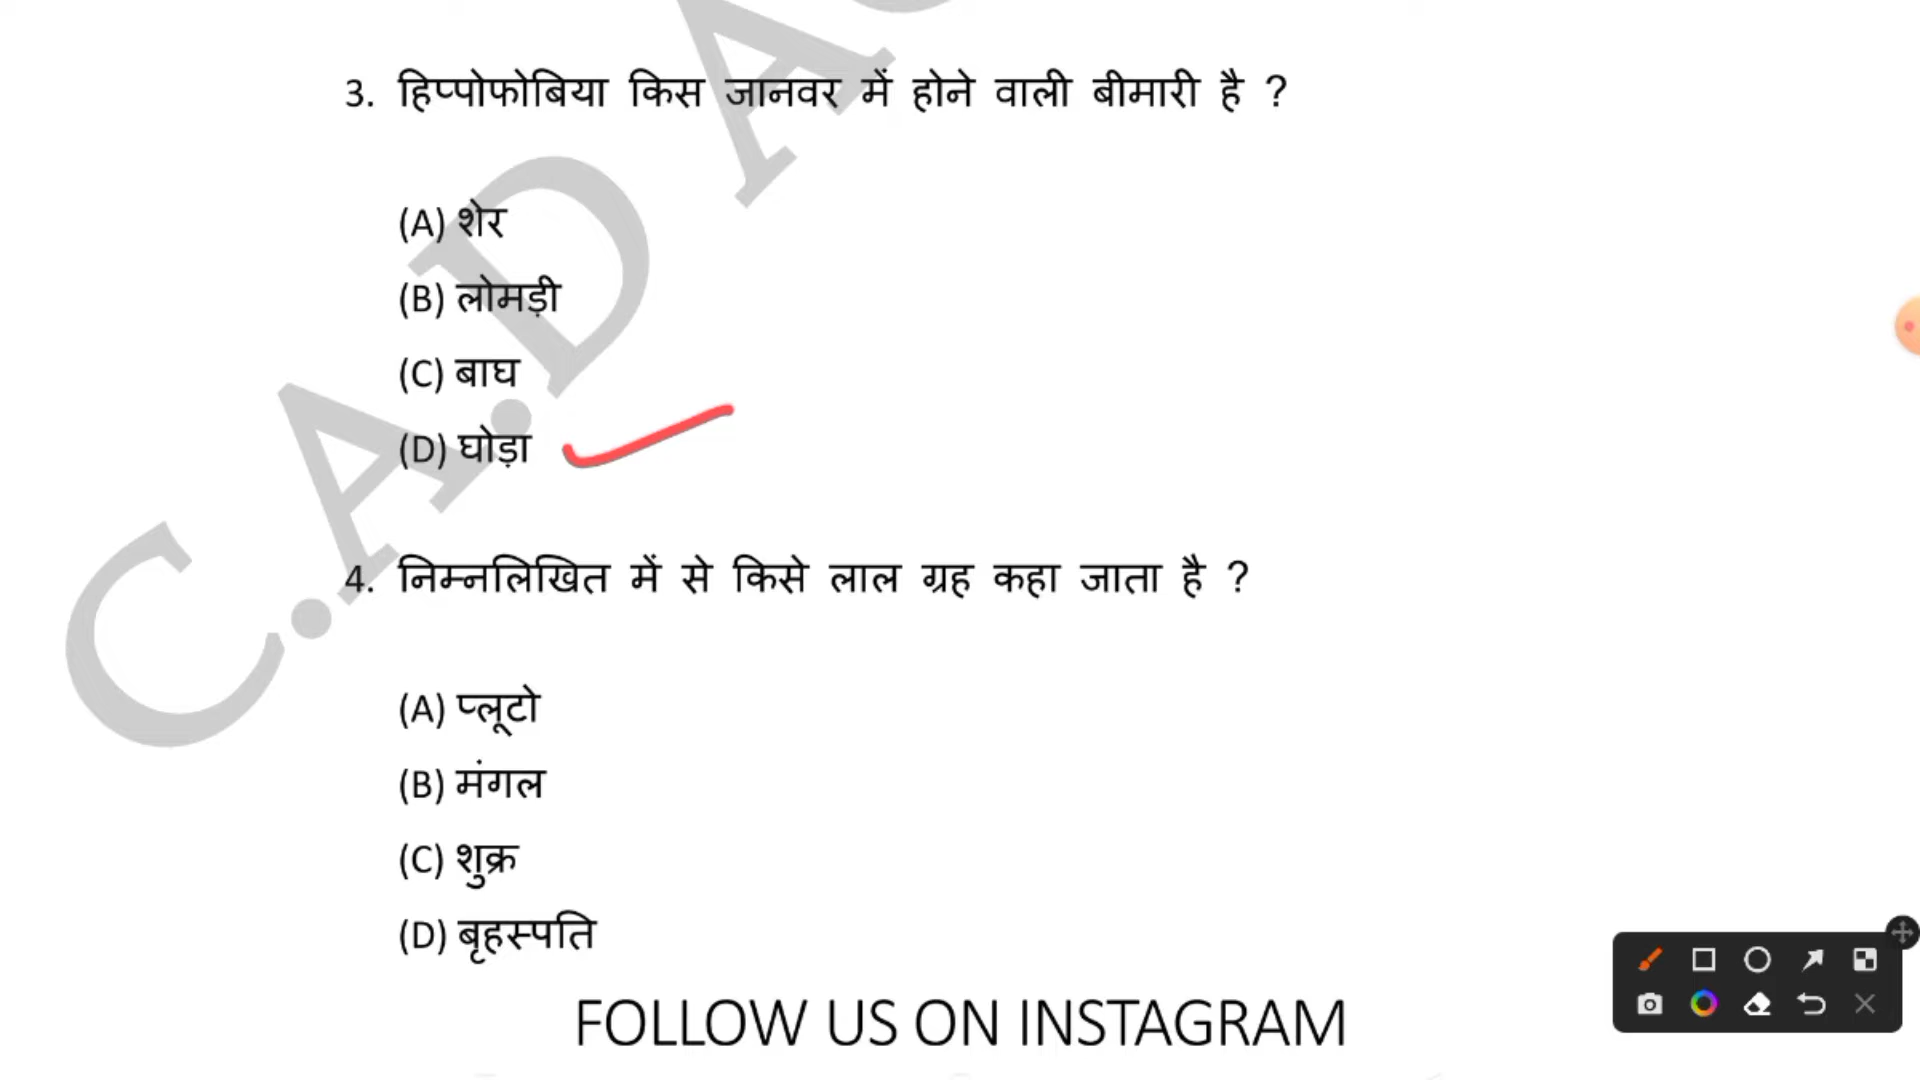 3. हिप्पोफोबिया किस जानवर में होने वाली बीमारी है ?
(A) शेर
(B) लोमड़ी
(C) बाघ
(D) घोड़ा
4. निम्नलिखित में से किसे लाल ग्रह कहा जाता है ?
(A) प्लूटो
(B) मंगल
(C) शुक्र
(D) बृहस्पति
FOLLOW US ON INSTAGRAM
C.A.D A